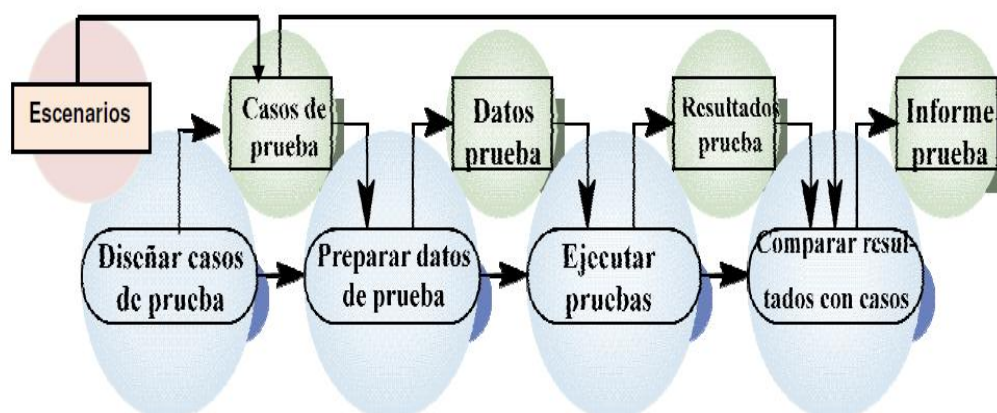 Escenarios
Casos de
prueba
Datos
prueba
Resultados
prueba
Informe
prueba
Diseñar casos
de prueba
Preparar datos
de prueba
Ejecutar
pruebas
Comparar resul-
tados con casos